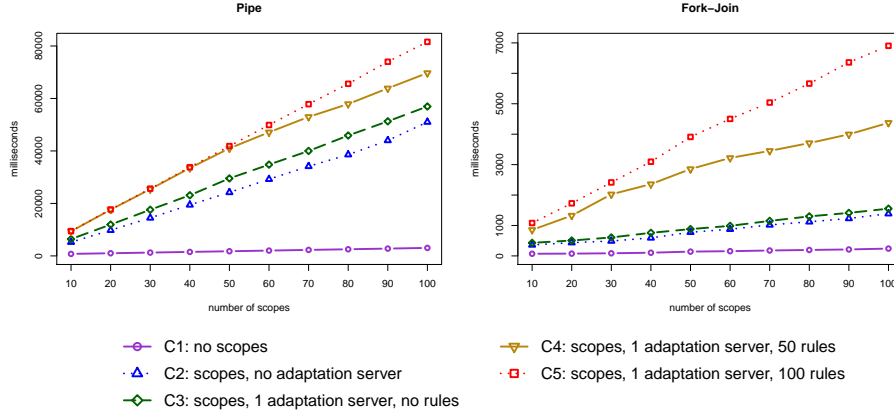 Pipe
80000
60000
40000
20000
0
milliseconds
10 20 30 40 50 60 70 80 90 100
number of scopes
Fork−Join
7000
5000
3000
1000
0
milliseconds
10 20 30 40 50 60 70 80 90 100
number of scopes
C1: no scopes
C2: scopes, no adaptation server
C3: scopes, 1 adaptation server, no rules
C4: scopes, 1 adaptation server, 50 rules
C5: scopes, 1 adaptation server, 100 rules